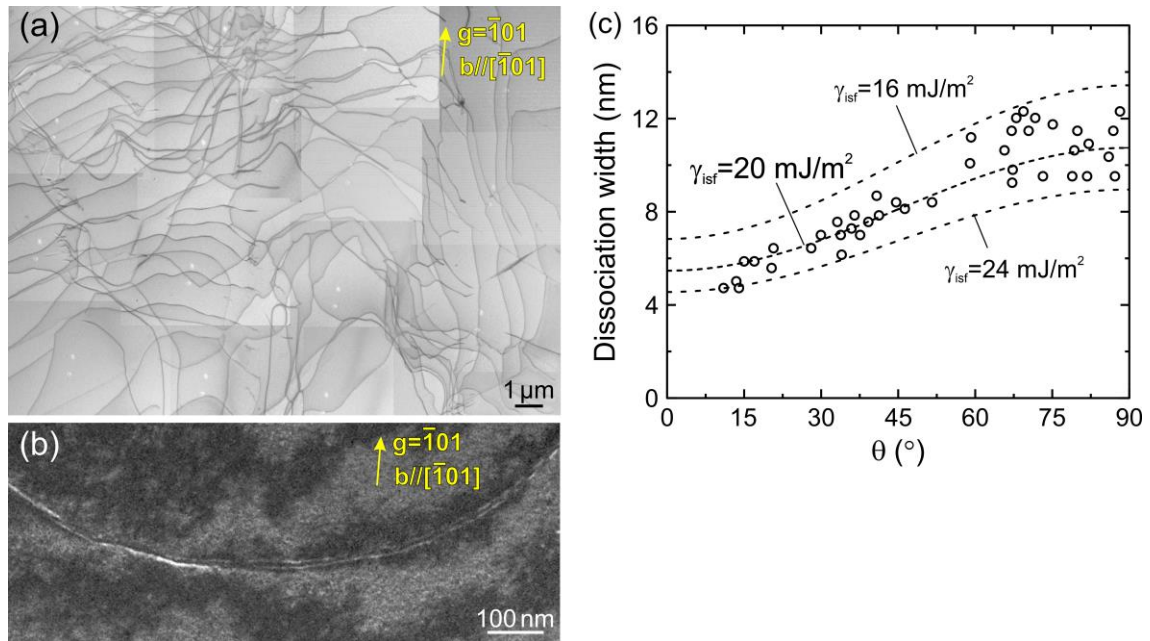 (a)
g=1̅01
b//[1̅01]
1 μm
(b)
g=1̅01
b//[1̅01]
100 nm
(c)
16
12
8
4
0
Dissociation width (nm)
γisf=16 mJ/m²
γisf=20 mJ/m²
γisf=24 mJ/m²
0 15 30 45 60 75 90
θ (°)